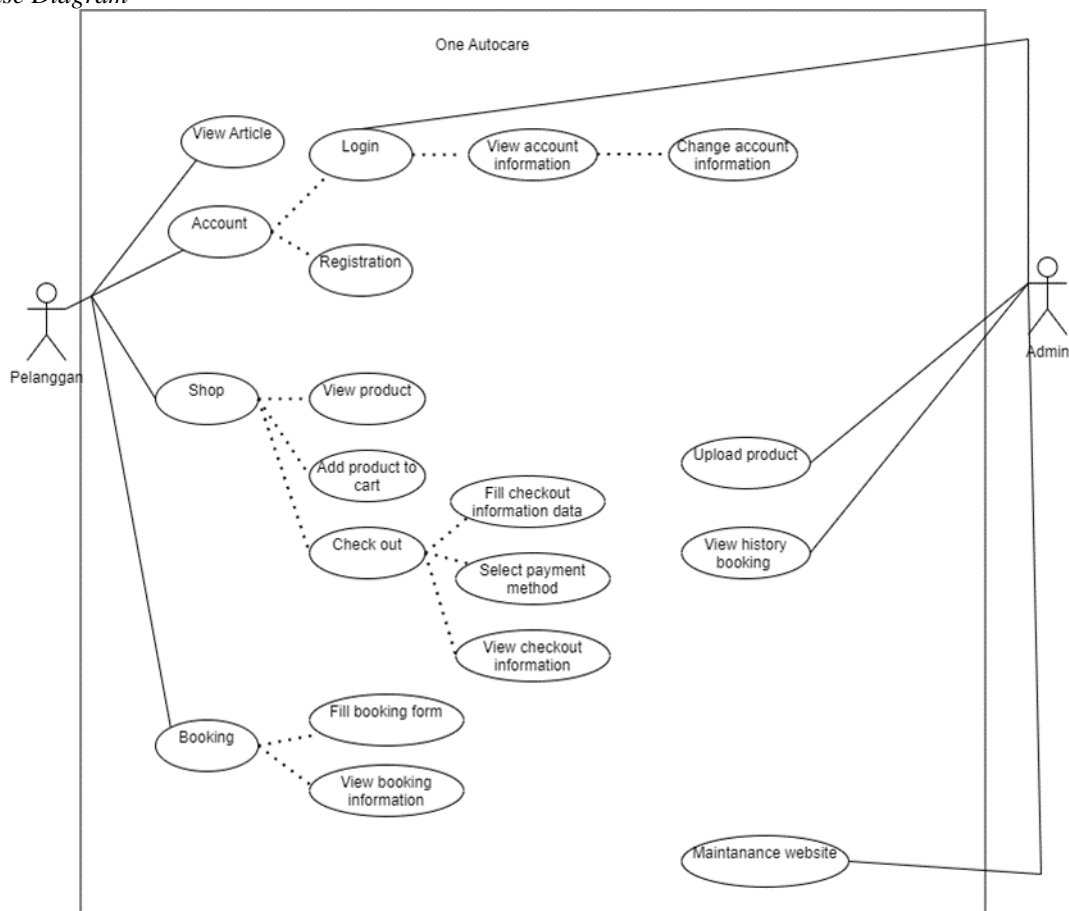 One Autocare
View Article
Login
View account
information
Change account
information
Account
Registration
Pelanggan
Admin
Shop
View product
Add product to
cart
Upload product
Fill checkout
information data
Check out
View history
booking
Select payment
method
View checkout
information
Fill booking form
Booking
View booking
information
Maintanance website